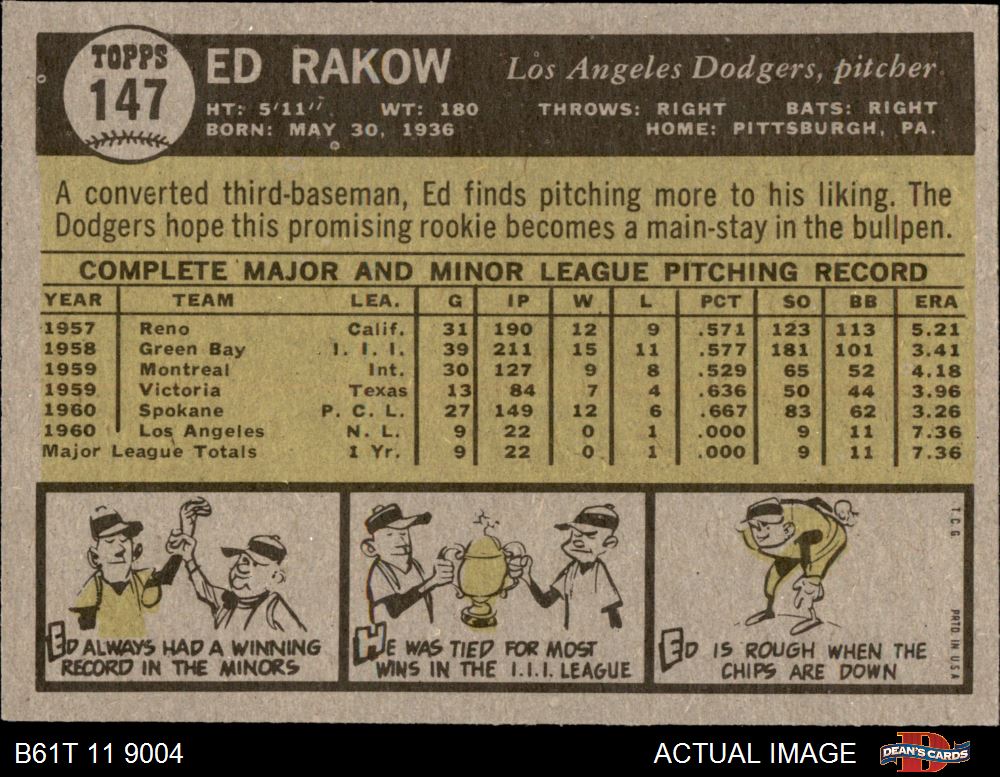 TOPPS
147
ED RAKOW Los Angeles Dodgers, pitcher
HT: 5'11" WT: 180 THROWS: RIGHT BATS: RIGHT
BORN: MAY 30, 1936 HOME: PITTSBURGH, PA.
A converted third-baseman, Ed finds pitching more to his liking. The
Dodgers hope this promising rookie becomes a main-stay in the bullpen.
COMPLETE MAJOR AND MINOR LEAGUE PITCHING RECORD
YEAR TEAM LEA. G IP W L PCT SO BB ERA
1957 Reno Calif. 31 190 12 9 .571 123 113 5.21
1958 Green Bay I. I. I. 39 211 15 11 .577 181 101 3.41
1959 Montreal Int. 30 127 9 8 .529 65 52 4.18
1959 Victoria Texas 13 84 7 4 .636 50 44 3.96
1960 Spokane P. C. L. 27 149 12 6 .667 83 62 3.26
1960 Los Angeles N. L. 9 22 0 1 .000 9 11 7.36
Major League Totals 1 Yr. 9 22 0 1 .000 9 11 7.36
ED ALWAYS HAD A WINNING
RECORD IN THE MINORS
HE WAS TIED FOR MOST
WINS IN THE I.I.I. LEAGUE
ED IS ROUGH WHEN THE
CHIPS ARE DOWN
T.C.G. PRTD IN USA
B61T 11 9004 ACTUAL IMAGE DEAN'S CARDS